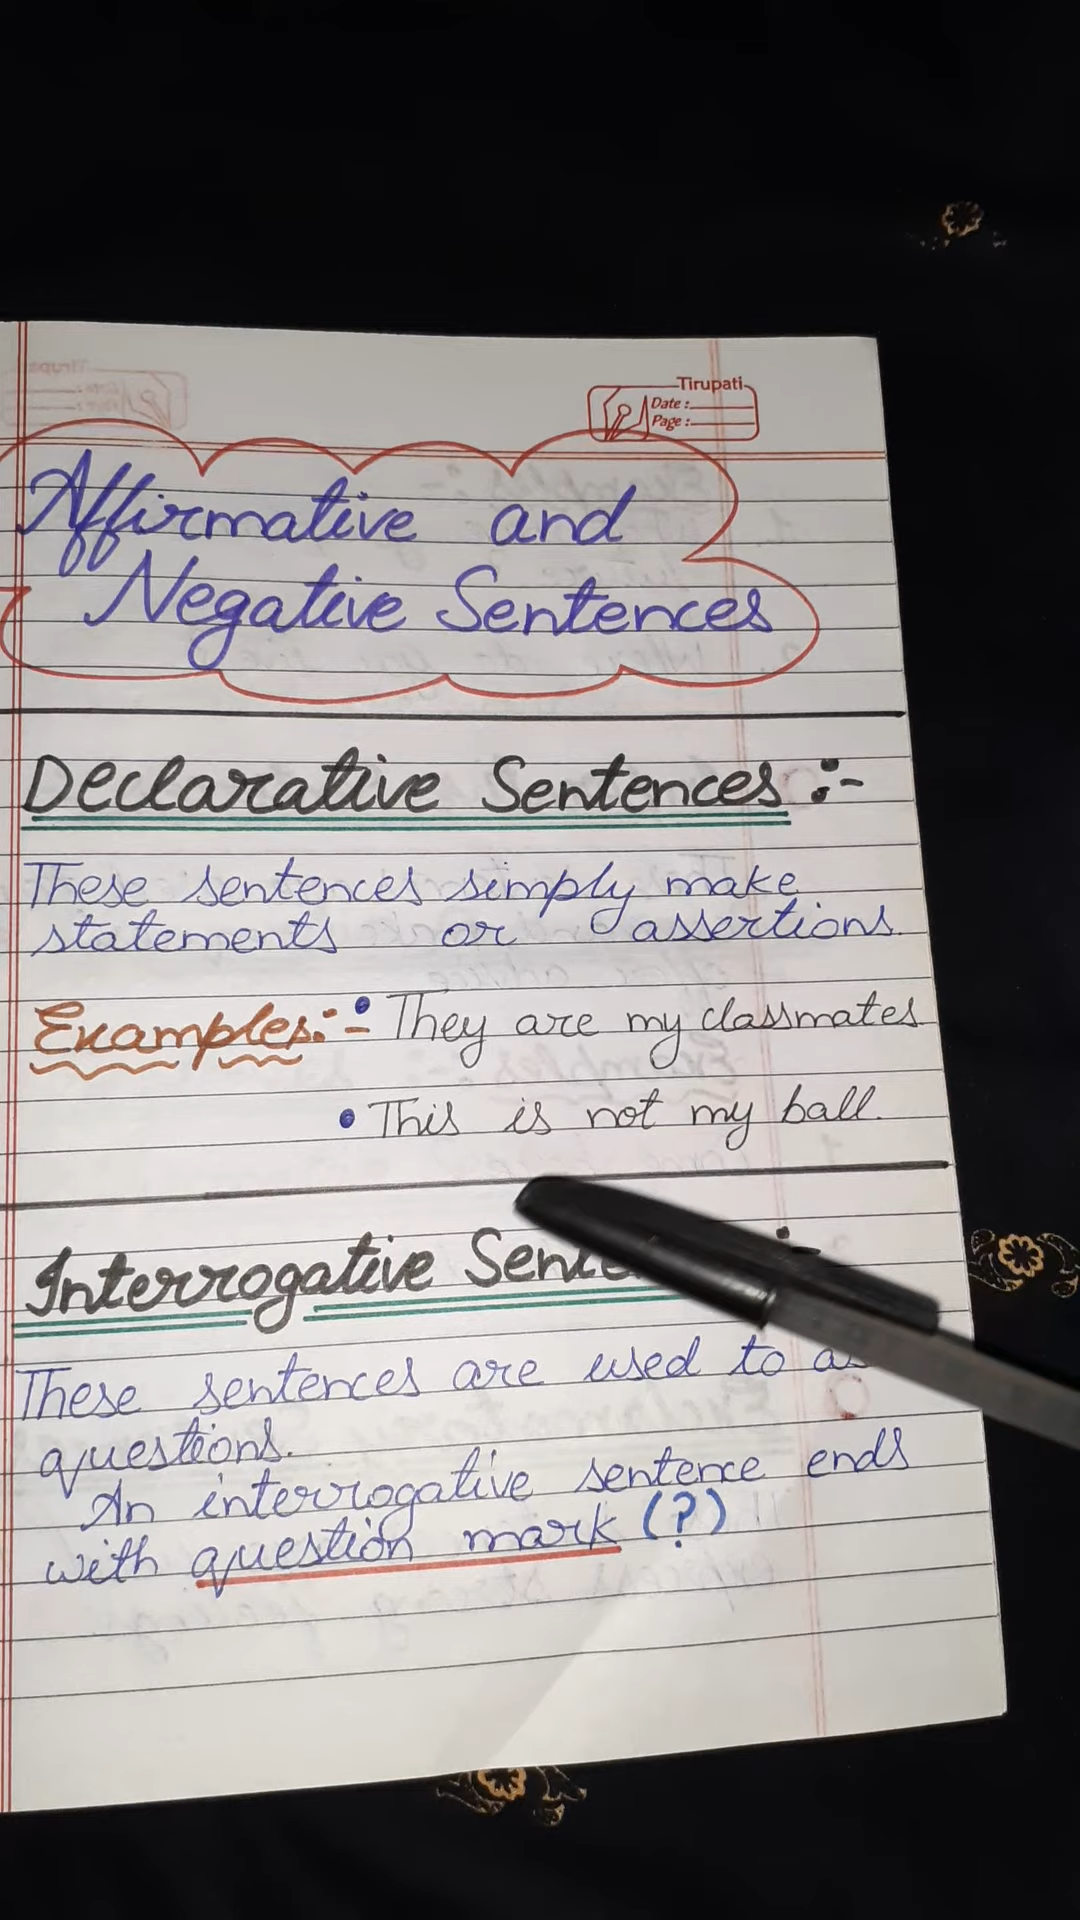 Tirupati
Date :
Page :
Affirmative and
Negative Sentences
Declarative Sentences :-
These sentences simply make
statements or assertions.
Examples :- • They are my classmates
• This is not my ball.
Interrogative
These sentences are used to
questions.
An interrogative sentence ends
with question mark (?)